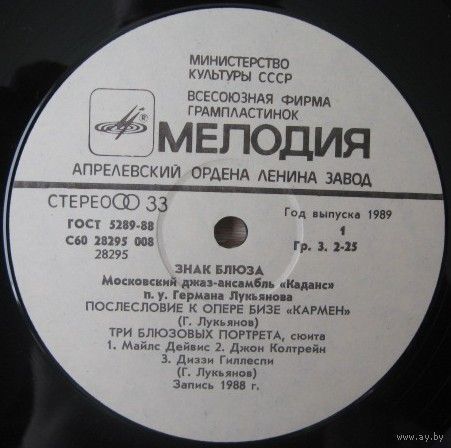 МИНИСТЕРСТВО
КУЛЬТУРЫ СССР
ВСЕСОЮЗНАЯ ФИРМА
ГРАМПЛАСТИНОК
®
МЕЛОДИЯ
АПРЕЛЕВСКИЙ ОРДЕНА ЛЕНИНА ЗАВОД
СТЕРЕО 33
ГОСТ 5289-88
С60 28295 008
28295
Год выпуска 1989
1
Гр. 3. 2-25
ЗНАК БЛЮЗА
Московский джаз-ансамбль «Каданс»
п. у. Германа Лукьянова
ПОСЛЕСЛОВИЕ К ОПЕРЕ БИЗЕ «КАРМЕН»
(Г. Лукьянов)
ТРИ БЛЮЗОВЫХ ПОРТРЕТА, сюита
1. Майлс Дейвис 2. Джон Колтрейн
3. Диззи Гиллеспи
(Г. Лукьянов)
Запись 1988 г.
www.ay.by